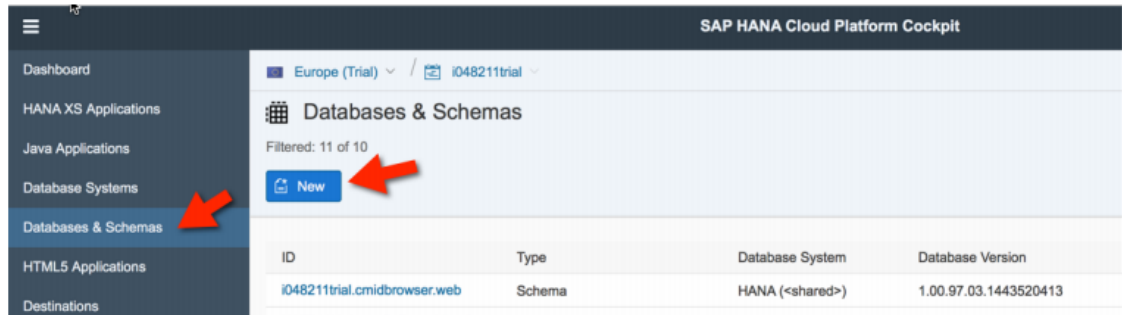 SAP HANA Cloud Platform Cockpit
Dashboard
HANA XS Applications
Java Applications
Database Systems
Databases & Schemas
HTML5 Applications
Destinations
Europe (Trial) / i048211trial
Databases & Schemas
Filtered: 11 of 10
New
ID Type Database System Database Version
i048211trial.cmidbrowser.web Schema HANA (<shared>) 1.00.97.03.1443520413